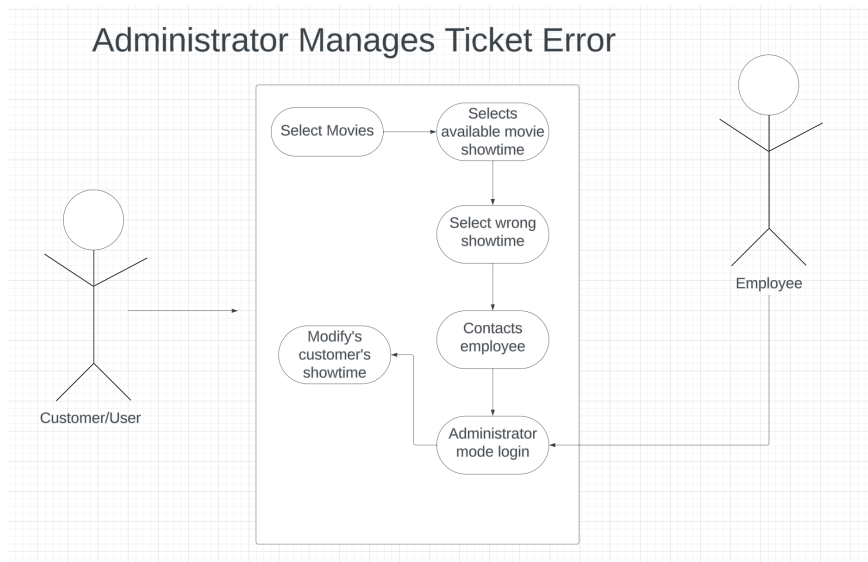 Administrator Manages Ticket Error
Select Movies
Selects
available movie
showtime
Select wrong
showtime
Contacts
employee
Modify's
customer's
showtime
Administrator
mode login
Customer/User
Employee